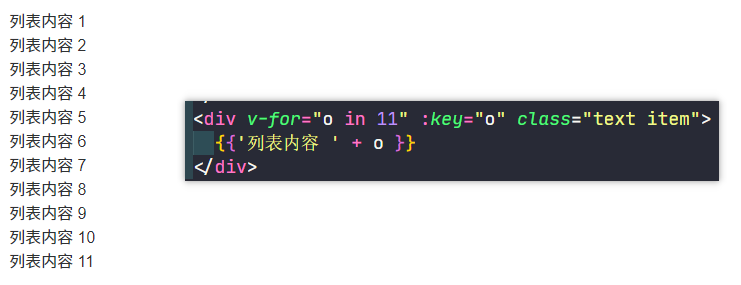 列表内容 1
列表内容 2
列表内容 3
列表内容 4
列表内容 5
列表内容 6
列表内容 7
列表内容 8
列表内容 9
列表内容 10
列表内容 11
<div v-for="o in 11" :key="o" class="text item">
{{'列表内容 ' + o }}
</div>